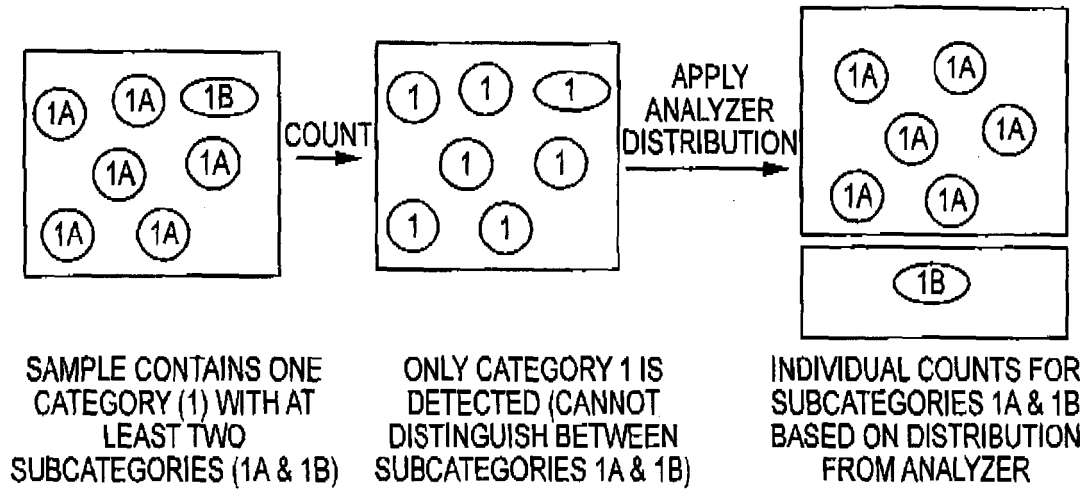 1A
1A
1B
1A
1A
1A
1A
COUNT
1
1
1
1
1
1
1
APPLY
ANALYZER
DISTRIBUTION
1A
1A
1A
1A
1A
1A
1B
SAMPLE CONTAINS ONE
CATEGORY (1) WITH AT
LEAST TWO
SUBCATEGORIES (1A & 1B)
ONLY CATEGORY 1 IS
DETECTED (CANNOT
DISTINGUISH BETWEEN
SUBCATEGORIES 1A & 1B)
INDIVIDUAL COUNTS FOR
SUBCATEGORIES 1A & 1B
BASED ON DISTRIBUTION
FROM ANALYZER